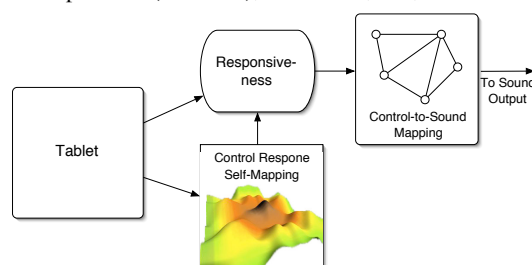 Tablet
Responsive-
ness
Control Respone
Self-Mapping
Control-to-Sound
Mapping
To Sound
Output